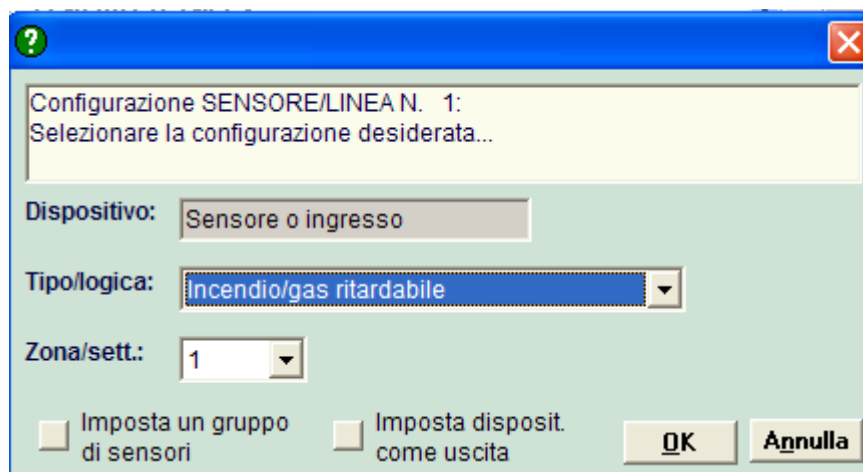 Configurazione SENSORE/LINEA N. 1:
Selezionare la configurazione desiderata...
Dispositivo: Sensore o ingresso
Tipo/logica: Incendio/gas ritardabile
Zona/sett.: 1
Imposta un gruppo
di sensori
Imposta disposit.
come uscita
OK
Annulla